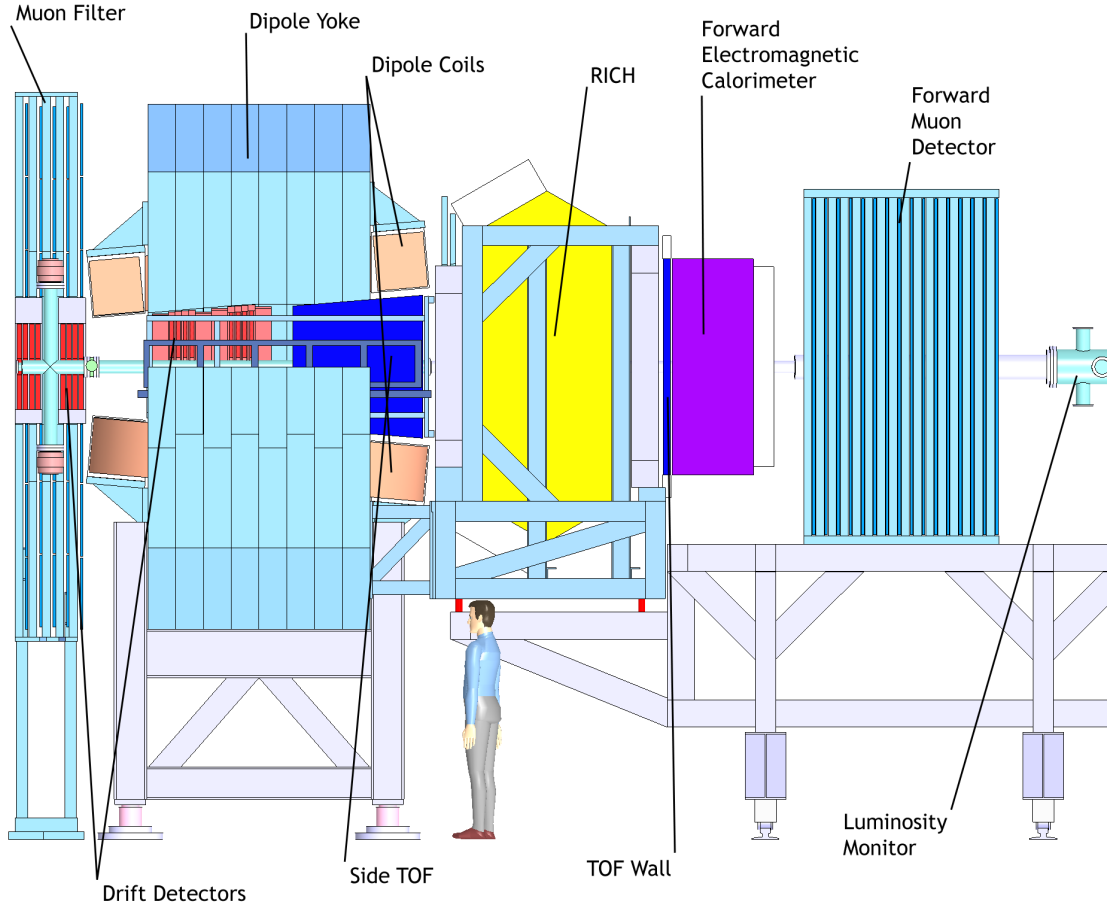 Muon Filter
Dipole Yoke
Dipole Coils
RICH
Forward
Electromagnetic
Calorimeter
Forward
Muon
Detector
Drift Detectors
Side TOF
TOF Wall
Luminosity
Monitor